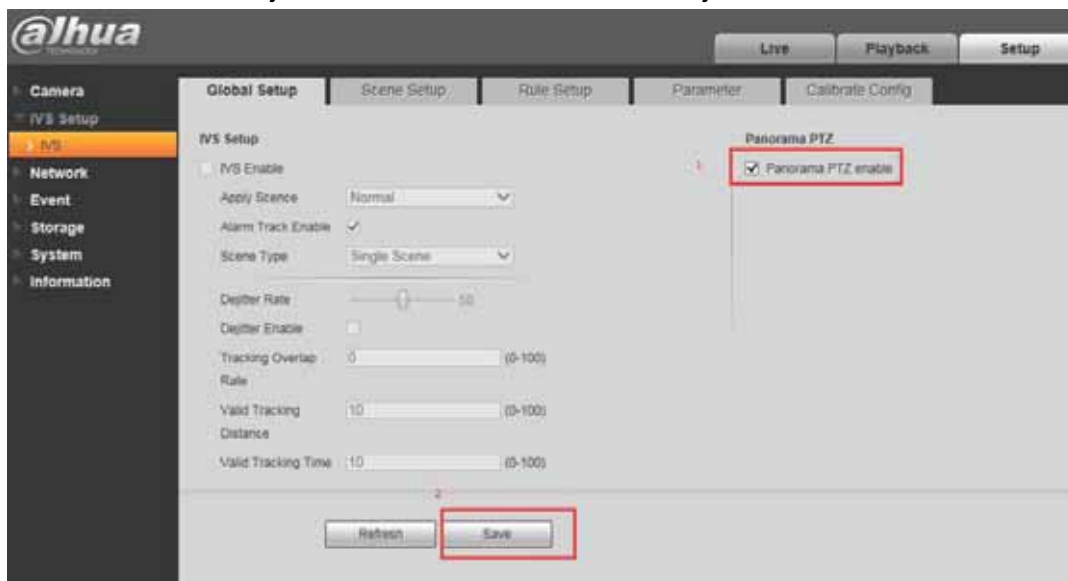 alhua
TECHNOLOGY
Live Playback Setup
Camera
IVS Setup
IVS
Network
Event
Storage
System
Information
Global Setup Scene Setup Rule Setup Parameter Calibrate Config
IVS Setup
IVS Enable
Apply Scence Normal
Alarm Track Enable
Scene Type Single Scene
Dejitter Rate 50
Dejitter Enable
Tracking Overlap 0 (0-100)
Rate
Valid Tracking 10 (0-100)
Distance
Valid Tracking Time 10 (0-100)
Panorama PTZ
1 Panorama PTZ enable
2
Refresh Save